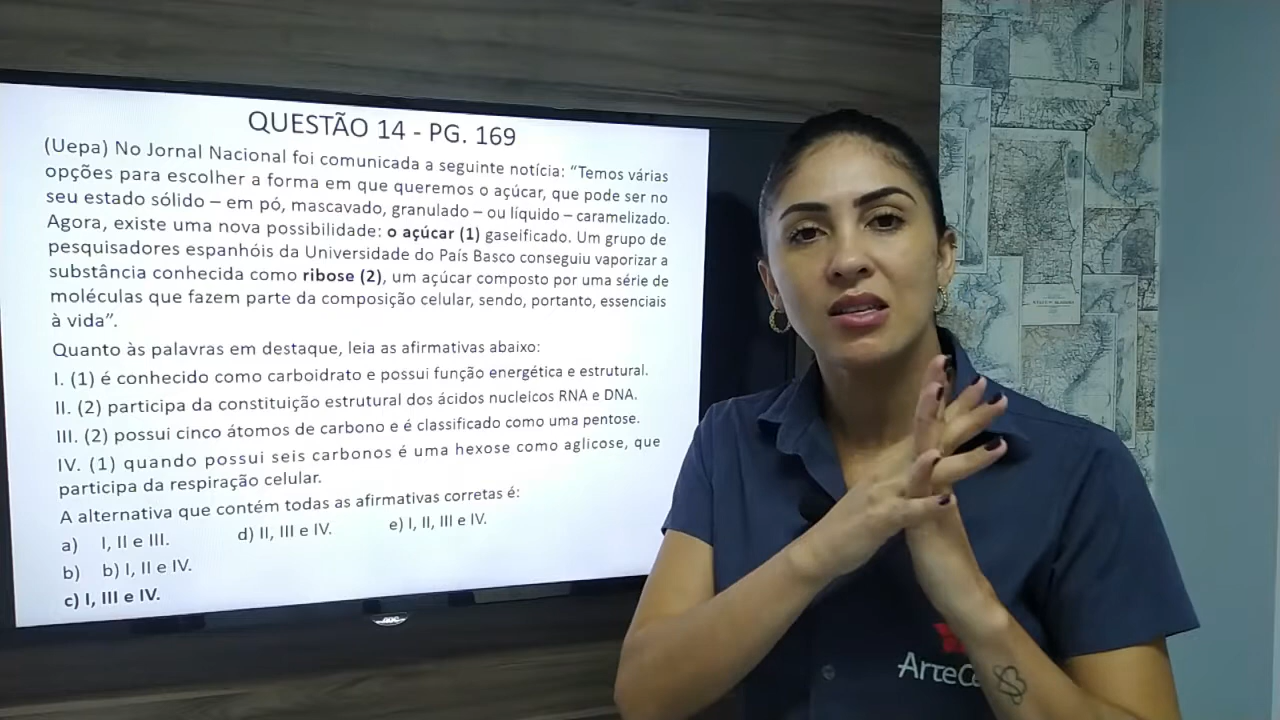 QUESTÃO 14 - PG. 169
(Uepa) No Jornal Nacional foi comunicada a seguinte notícia: “Temos várias
opções para escolher a forma em que queremos o açúcar, que pode ser no
seu estado sólido – em pó, mascavado, granulado – ou líquido – caramelizado.
Agora, existe uma nova possibilidade: o açúcar (1) gaseificado. Um grupo de
pesquisadores espanhóis da Universidade do País Basco conseguiu vaporizar a
substância conhecida como ribose (2), um açúcar composto por uma série de
moléculas que fazem parte da composição celular, sendo, portanto, essenciais
à vida”.
Quanto às palavras em destaque, leia as afirmativas abaixo:
I. (1) é conhecido como carboidrato e possui função energética e estrutural.
II. (2) participa da constituição estrutural dos ácidos nucleicos RNA e DNA.
III. (2) possui cinco átomos de carbono e é classificado como uma pentose.
IV. (1) quando possui seis carbonos é uma hexose como aglicose, que
participa da respiração celular.
A alternativa que contém todas as afirmativas corretas é:
a) I, II e III. d) II, III e IV. e) I, II, III e IV.
b) b) I, II e IV.
c) I, III e IV.
AOC
ArteCe